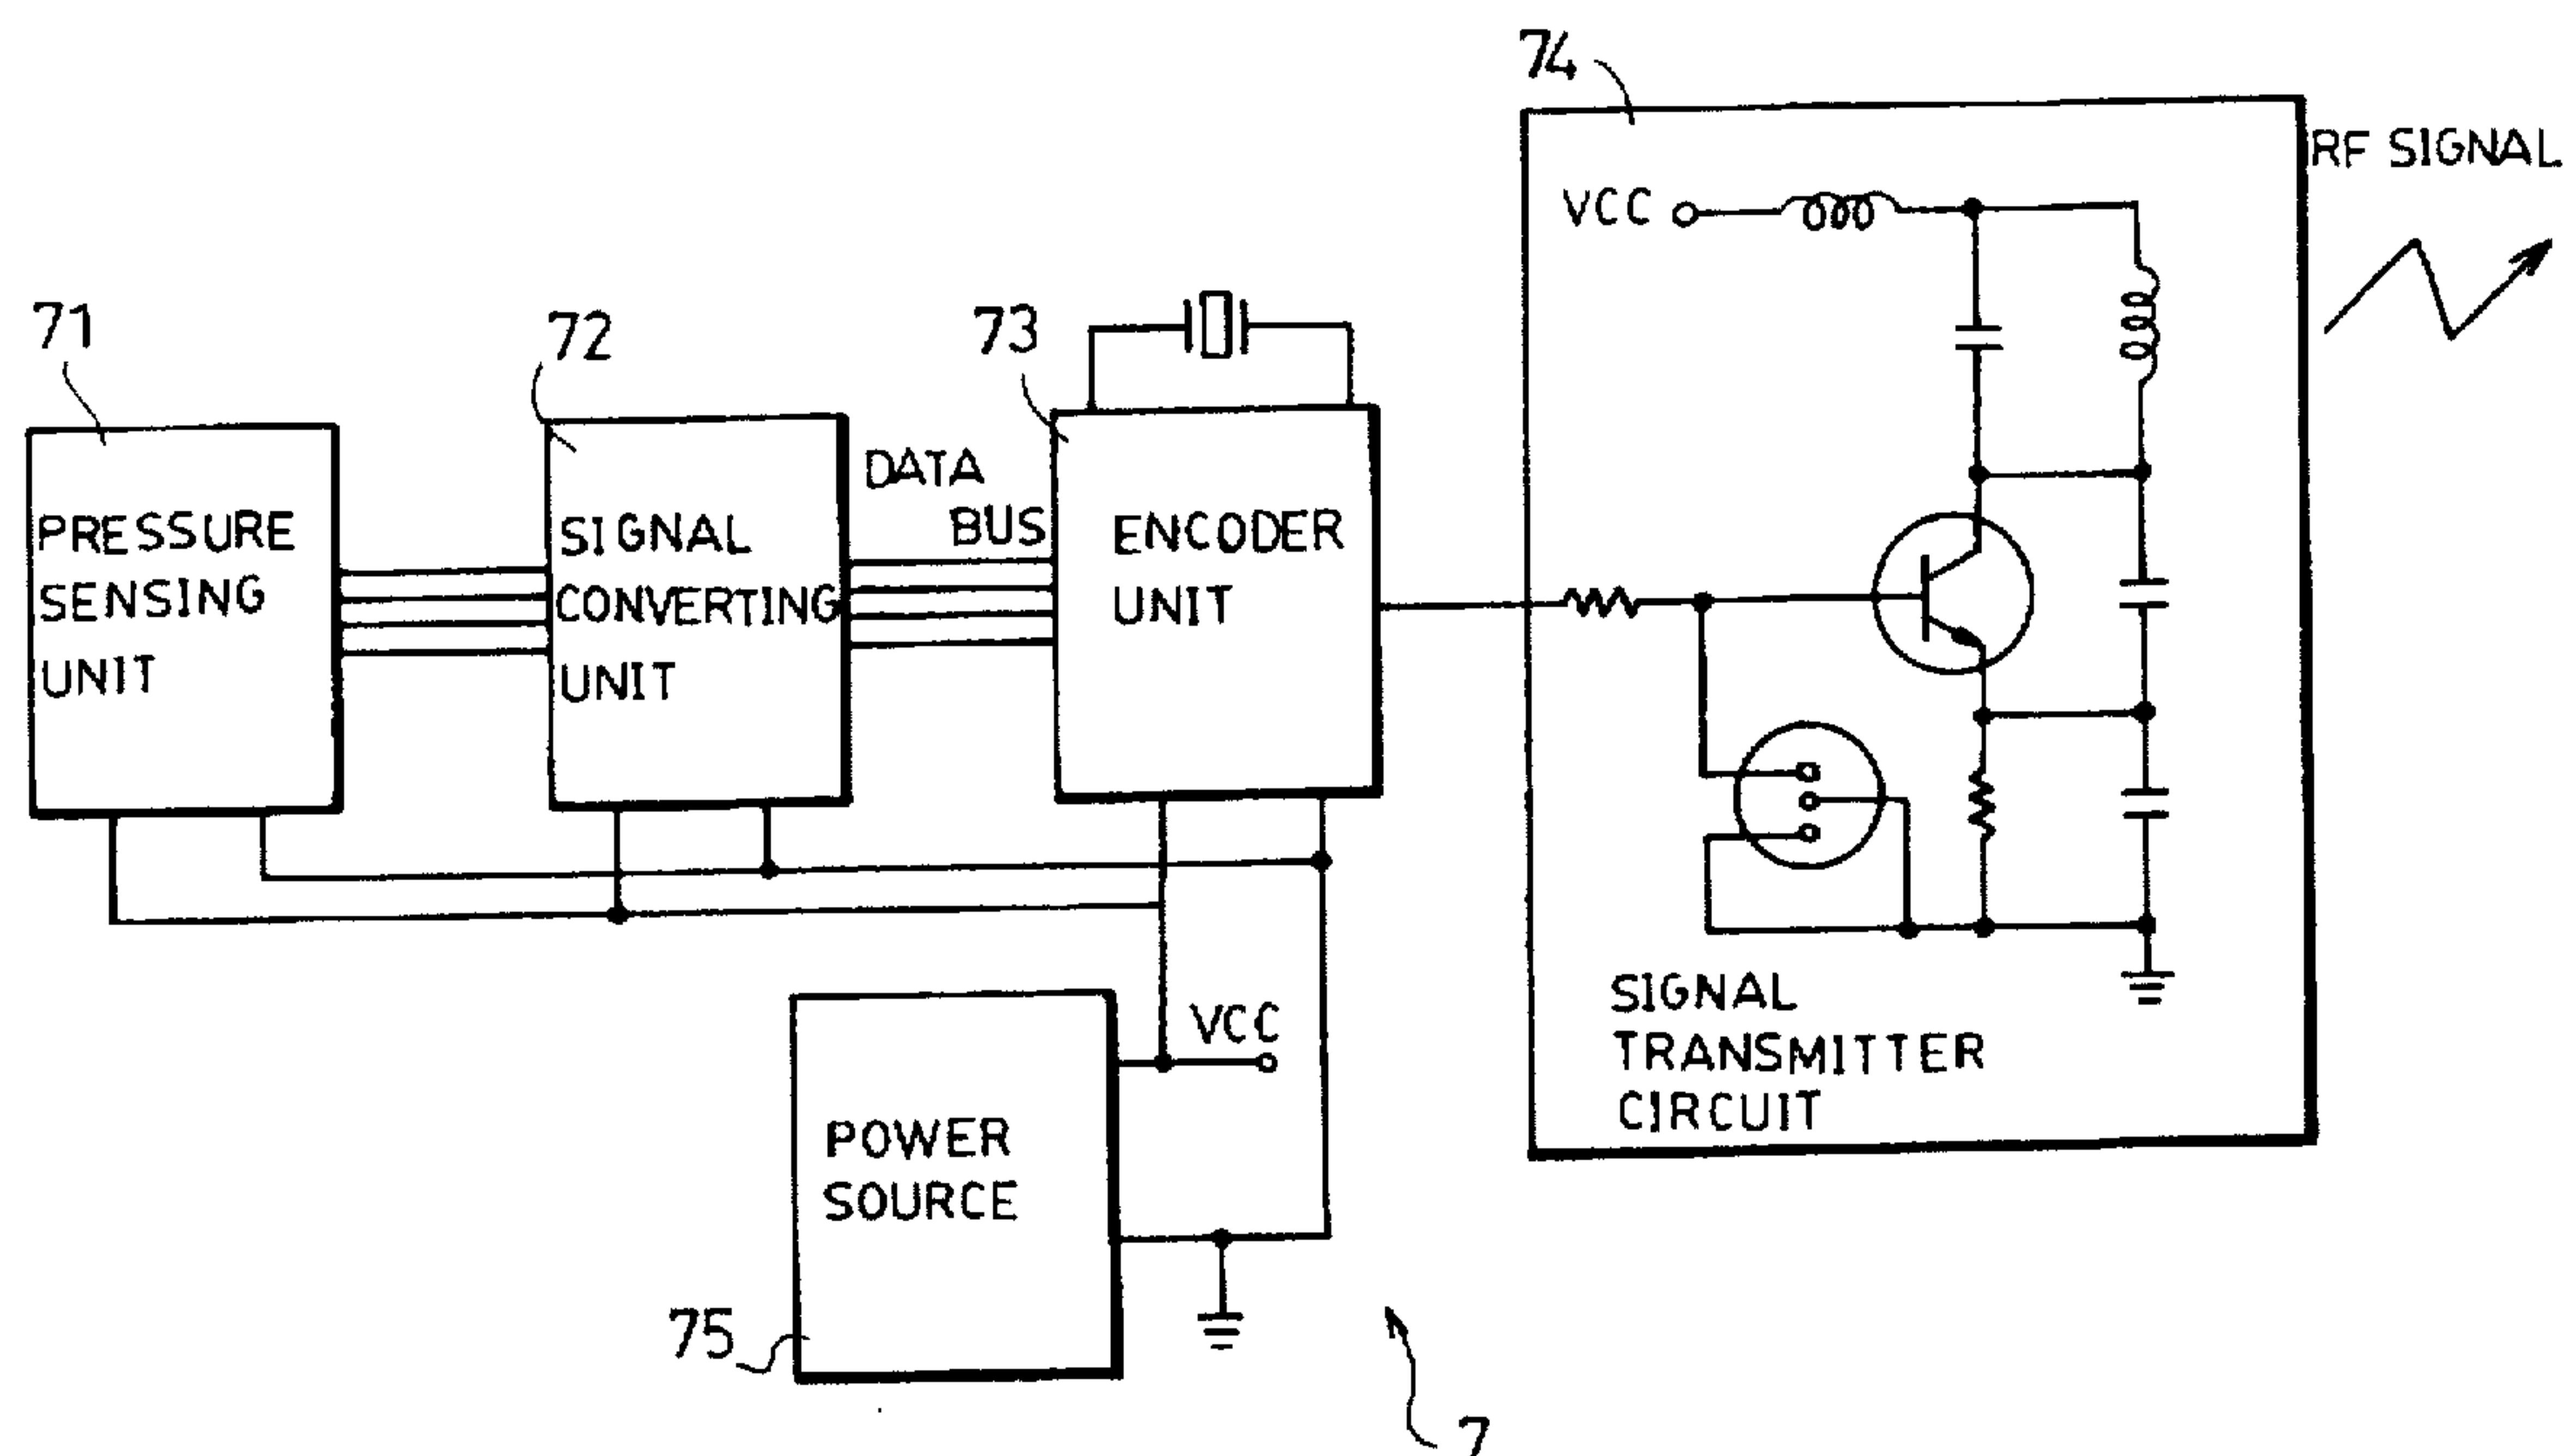 74
RF SIGNAL
VCC
71
72
73
DATA
BUS
PRESSURE
SENSING
UNIT
SIGNAL
CONVERTING
UNIT
ENCODER
UNIT
SIGNAL
TRANSMITTER
CIRCUIT
VCC
POWER
SOURCE
75
7